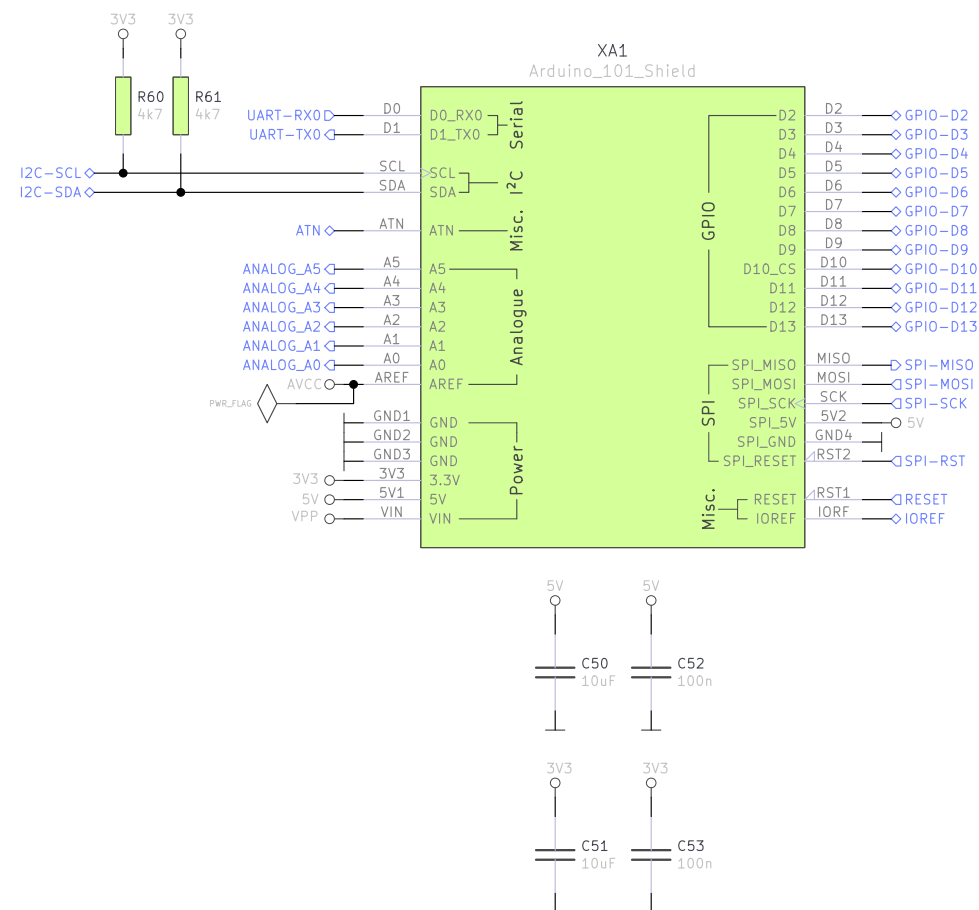 3V3 3V3
XA1
Arduino_101_Shield
R60 4k7
R61 4k7
UART-RX0 D0 D0_RX0
UART-TX0 D1 D1_TX0
Serial
I2C-SCL SCL SCL
I2C-SDA SDA SDA
I²C
ATN ATN ATN
Misc.
ANALOG_A5 A5 A5
ANALOG_A4 A4 A4
ANALOG_A3 A3 A3
ANALOG_A2 A2 A2
ANALOG_A1 A1 A1
ANALOG_A0 A0 A0
AVCC AREF AREF
Analogue
PWR_FLAG
GND1 GND
GND2 GND
GND3 GND
3V3 3V3 3.3V
5V 5V1 5V
VPP VIN VIN
Power
D2 D2 GPIO-D2
D3 D3 GPIO-D3
D4 D4 GPIO-D4
D5 D5 GPIO-D5
D6 D6 GPIO-D6
D7 D7 GPIO-D7
D8 D8 GPIO-D8
D9 D9 GPIO-D9
D10_CS D10 GPIO-D10
D11 D11 GPIO-D11
D12 D12 GPIO-D12
D13 D13 GPIO-D13
GPIO
SPI_MISO MISO SPI-MISO
SPI_MOSI MOSI SPI-MOSI
SPI_SCK SCK SPI-SCK
SPI_5V 5V2 5V
SPI_GND GND4
SPI_RESET RST2 SPI-RST
SPI
RESET RST1 RESET
IOREF IORF IOREF
Misc.
5V 5V
C50 C52
10uF 100n
3V3 3V3
C51 C53
10uF 100n